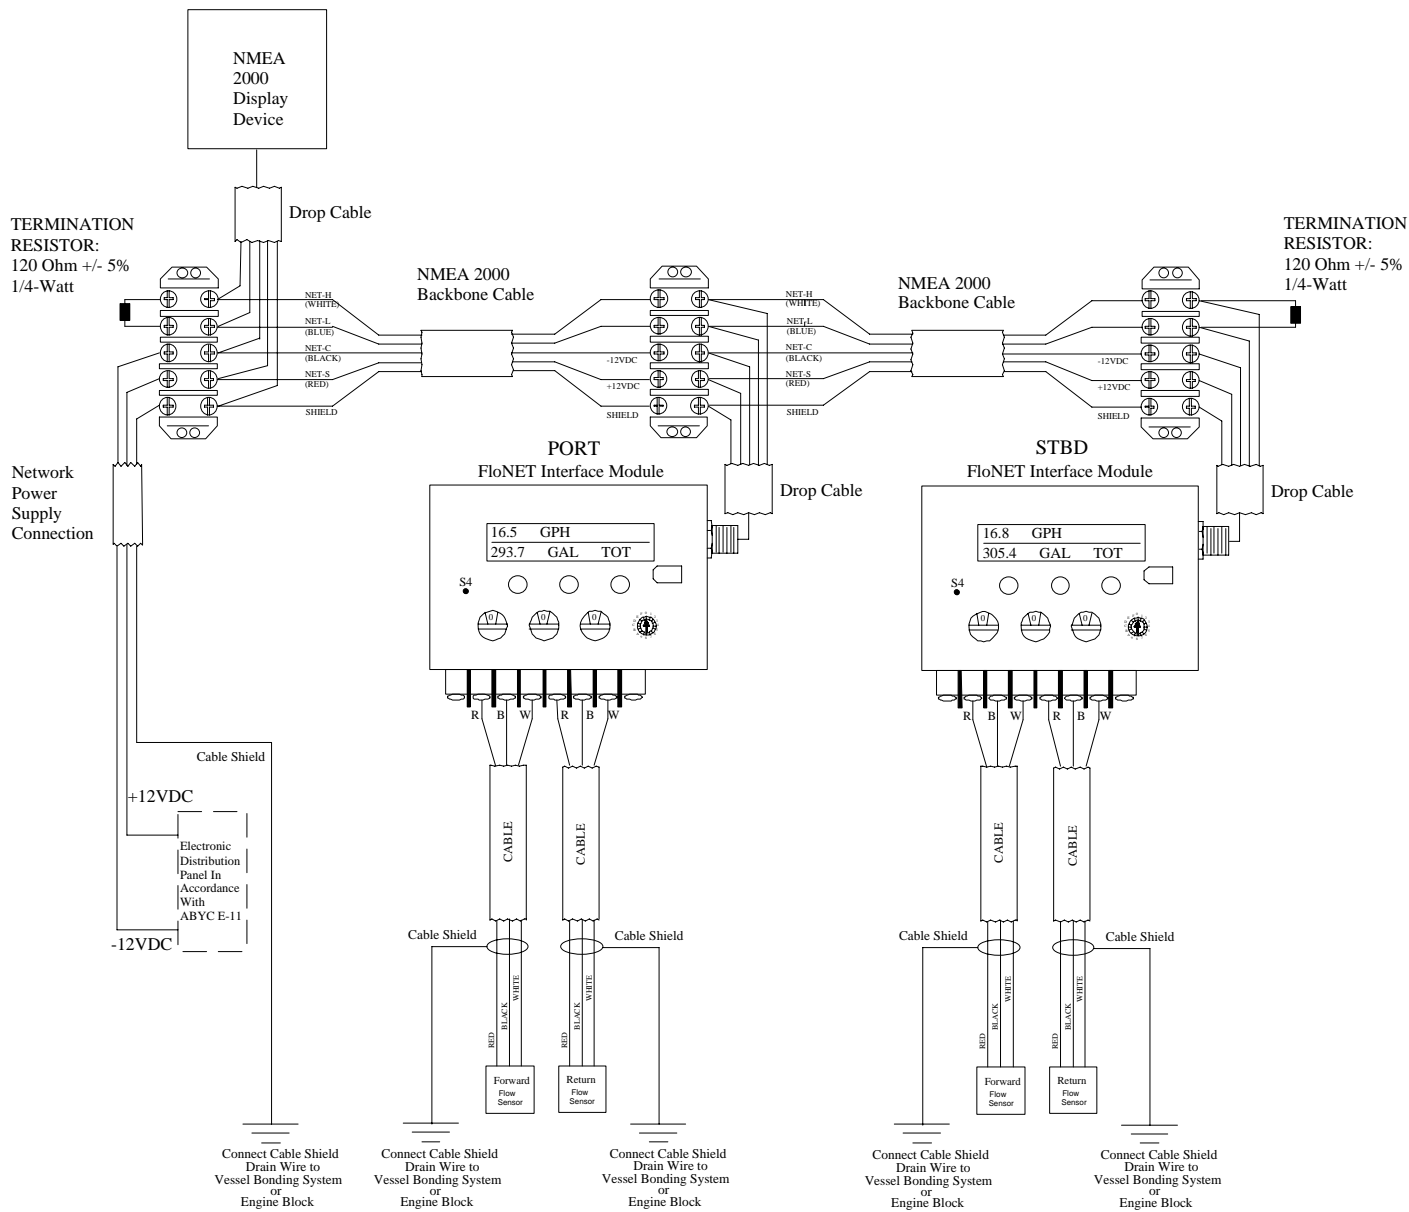 NMEA
2000
Display
Device
Drop Cable
TERMINATION
RESISTOR:
120 Ohm +/- 5%
1/4-Watt
NMEA 2000
Backbone Cable
NMEA 2000
Backbone Cable
TERMINATION
RESISTOR:
120 Ohm +/- 5%
1/4-Watt
NET-H
(WHITE)
NET-L
(BLUE)
NET-C
(BLACK)
NET-S
(RED)
SHIELD
-12VDC
+12VDC
SHIELD
NET-H
(WHITE)
NET-L
(BLUE)
NET-C
(BLACK)
NET-S
(RED)
SHIELD
-12VDC
+12VDC
SHIELD
Network
Power
Supply
Connection
PORT
FloNET Interface Module
Drop Cable
STBD
FloNET Interface Module
Drop Cable
16.5 GPH
293.7 GAL TOT
S4
0 0 0
R B W R B W
16.8 GPH
305.4 GAL TOT
S4
0 0 0
R B W R B W
Cable Shield
+12VDC
Electronic
Distribution
Panel In
Accordance
With
ABYC E-11
-12VDC
CABLE
CABLE
CABLE
CABLE
Cable Shield
Cable Shield
Cable Shield
Cable Shield
RED
BLACK
WHITE
RED
BLACK
WHITE
RED
BLACK
WHITE
RED
BLACK
WHITE
Forward
Flow
Sensor
Return
Flow
Sensor
Forward
Flow
Sensor
Return
Flow
Sensor
Connect Cable Shield
Drain Wire to
Vessel Bonding System
or
Engine Block
Connect Cable Shield
Drain Wire to
Vessel Bonding System
or
Engine Block
Connect Cable Shield
Drain Wire to
Vessel Bonding System
or
Engine Block
Connect Cable Shield
Drain Wire to
Vessel Bonding System
or
Engine Block
Connect Cable Shield
Drain Wire to
Vessel Bonding System
or
Engine Block